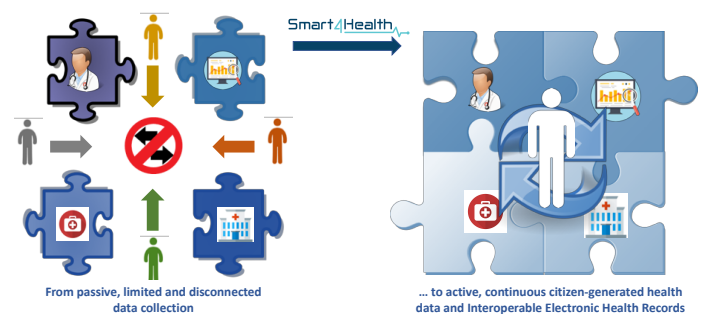 Smart4Health
From passive, limited and disconnected
data collection
... to active, continuous citizen-generated health
data and Interoperable Electronic Health Records